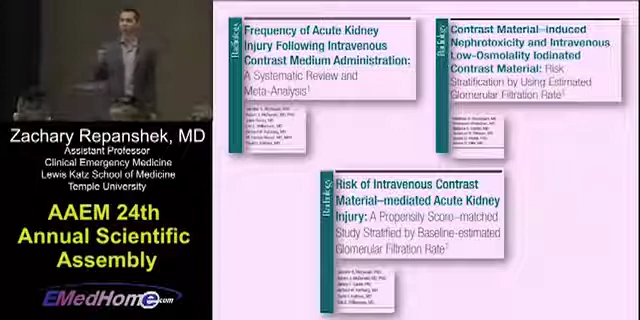 Zachary Repanshek, MD
Assistant Professor
Clinical Emergency Medicine
Lewis Katz School of Medicine
Temple University
AAEM 24th
Annual Scientific
Assembly
EMedHome.com
Radiology
Frequency of Acute Kidney
Injury Following Intravenous
Contrast Medium Administration:
A Systematic Review and
Meta-Analysis¹
Radiology
Contrast Material–induced
Nephrotoxicity and Intravenous
Low-Osmolality Iodinated
Contrast Material: Risk
Stratification by Using Estimated
Glomerular Filtration Rate¹
Radiology
Risk of Intravenous Contrast
Material–mediated Acute Kidney
Injury: A Propensity Score–matched
Study Stratified by Baseline-estimated
Glomerular Filtration Rate¹